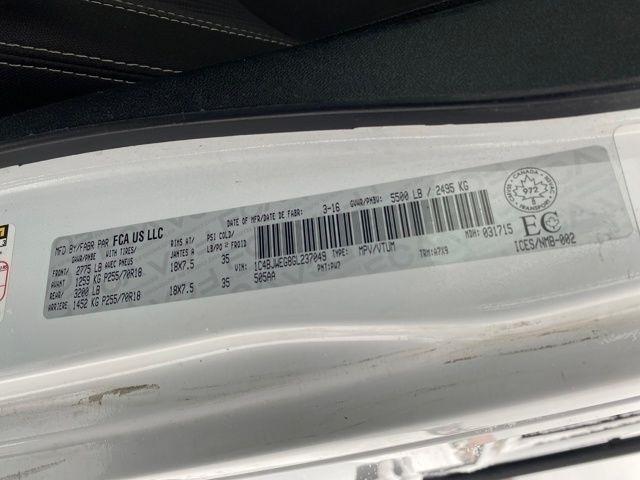 MFD BY/FABR PAR FCA US LLC DATE OF MFR/DATE DE FABR: 3-16 GVWR/PNBV: 5500 LB / 2495 KG
GAWR/PNBE WITH TIRES/ AVEC PNEUS RIMS AT/ JANTES A PSI COLD/ LB/PO² FROID
FRONT/ AVANT 2775 LB 1259 KG P255/70R18 18X7.5 35
REAR/ 3200 LB 1452 KG P255/70R18 18X7.5 35
VIN: 1C4BJWEG8GL237049 TYPE: MPV/VTUM MDH: 031715
505AA PNT: PW7 TRM: A7X9
CANADA
972
TRANSPORT
EC
ICES/NMB-002